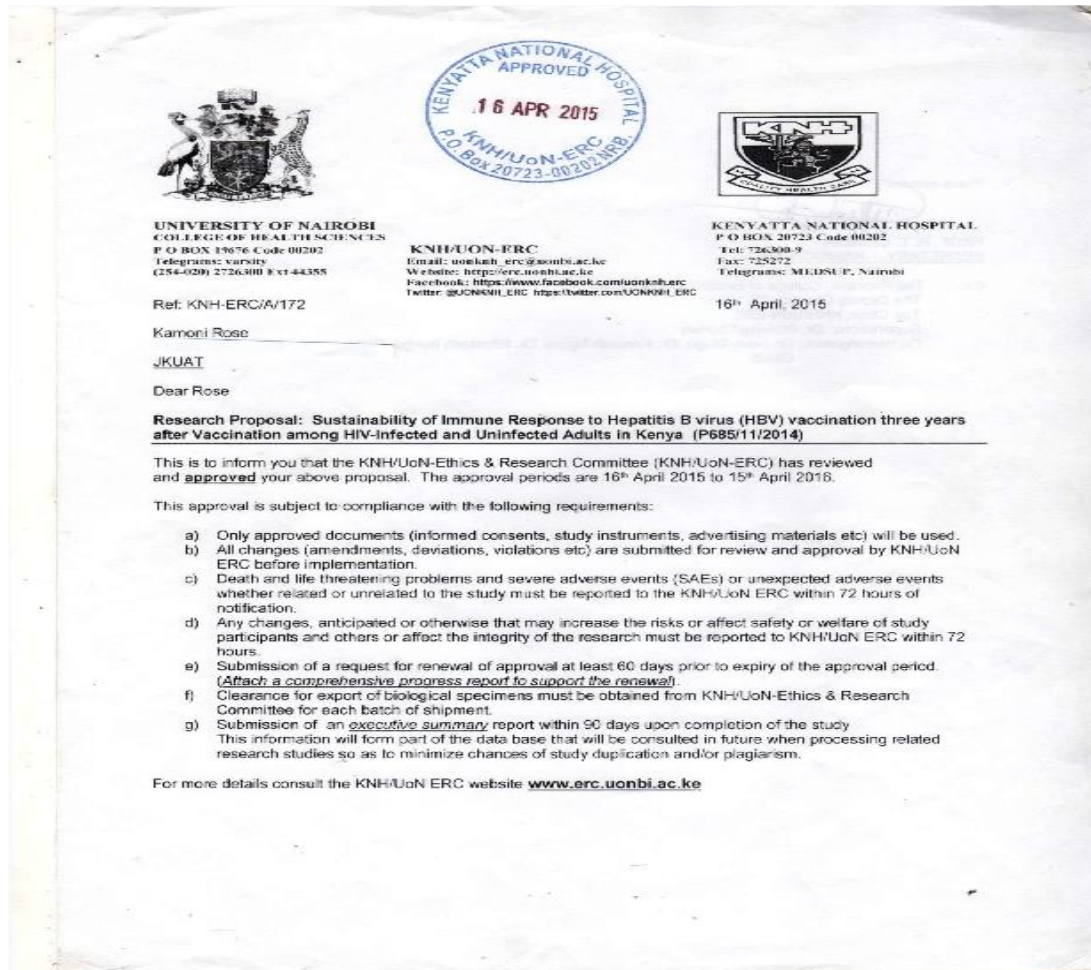 KENYATTA NATIONAL HOSPITAL
APPROVED
16 APR 2015
KNH/UoN-ERC
P.O. Box 20723-00202 NRB.
KNH
QUALITY HEALTH CARE
UNIVERSITY OF NAIROBI
COLLEGE OF HEALTH SCIENCES
P O BOX 19676 Code 00202
Telegrams: varsity
(254-020) 2726300 Ext 44355
KNH/UON-ERC
Email: uonknh_erc@uonbi.ac.ke
Website: http://erc.uonbi.ac.ke
Facebook: https://www.facebook.com/uonknh.erc
Twitter: @UONKNH_ERC https://twitter.com/UONKNH_ERC
KENYATTA NATIONAL HOSPITAL
P O BOX 20723 Code 00202
Tel: 726300-9
Fax: 725272
Telegrams: MEDSUP, Nairobi
Ref: KNH-ERC/A/172
16th April, 2015
Kamoni Rose
JKUAT
Dear Rose
Research Proposal: Sustainability of Immune Response to Hepatitis B virus (HBV) vaccination three years
after Vaccination among HIV-Infected and Uninfected Adults in Kenya (P685/11/2014)
This is to inform you that the KNH/UoN-Ethics & Research Committee (KNH/UoN-ERC) has reviewed
and approved your above proposal. The approval periods are 16th April 2015 to 15th April 2016.
This approval is subject to compliance with the following requirements:
a) Only approved documents (informed consents, study instruments, advertising materials etc) will be used.
b) All changes (amendments, deviations, violations etc) are submitted for review and approval by KNH/UoN
ERC before implementation.
c) Death and life threatening problems and severe adverse events (SAEs) or unexpected adverse events
whether related or unrelated to the study must be reported to the KNH/UoN ERC within 72 hours of
notification.
d) Any changes, anticipated or otherwise that may increase the risks or affect safety or welfare of study
participants and others or affect the integrity of the research must be reported to KNH/UoN ERC within 72
hours.
e) Submission of a request for renewal of approval at least 60 days prior to expiry of the approval period.
(Attach a comprehensive progress report to support the renewal).
f) Clearance for export of biological specimens must be obtained from KNH/UoN-Ethics & Research
Committee for each batch of shipment.
g) Submission of an executive summary report within 90 days upon completion of the study
This information will form part of the data base that will be consulted in future when processing related
research studies so as to minimize chances of study duplication and/or plagiarism.
For more details consult the KNH/UoN ERC website www.erc.uonbi.ac.ke